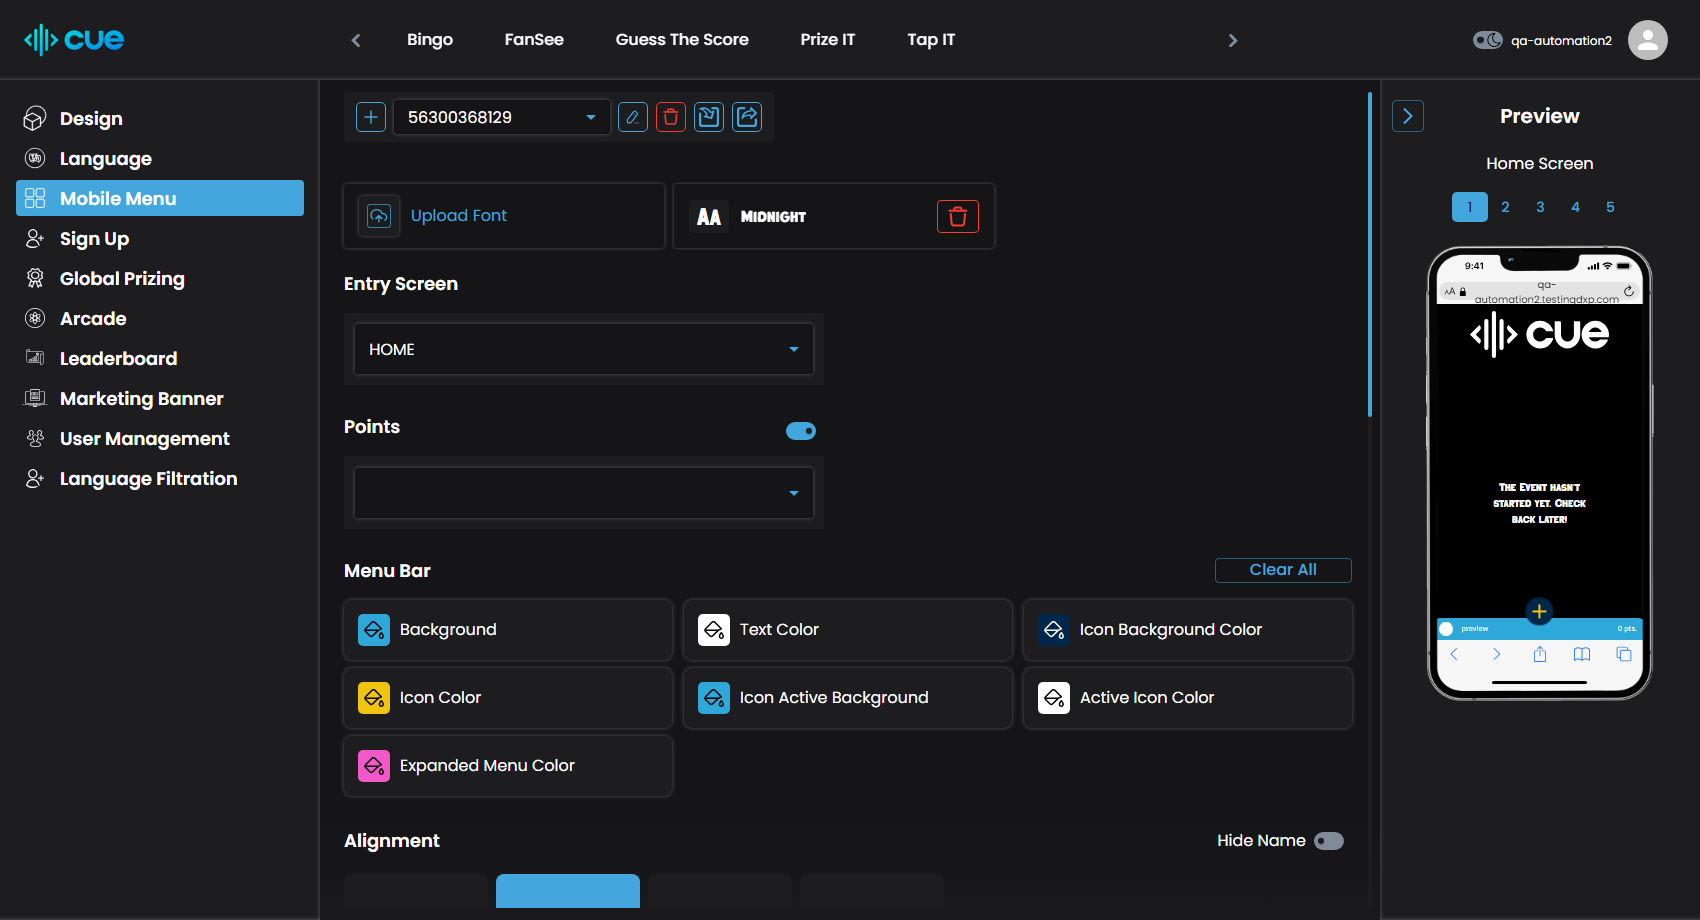 cue
Bingo
FanSee
Guess The Score
Prize IT
Tap IT
qa-automation2
Design
Language
Mobile Menu
Sign Up
Global Prizing
Arcade
Leaderboard
Marketing Banner
User Management
Language Filtration
56300368129
Upload Font
AA
Midnight
Entry Screen
HOME
Points
Menu Bar
Clear All
Background
Text Color
Icon Background Color
Icon Color
Icon Active Background
Active Icon Color
Expanded Menu Color
Alignment
Hide Name
Preview
Home Screen
1 2 3 4 5
9:41
AA
qa-
automation2.testingdxp.com
cue
The Event hasn't
started yet. Check
back later!
preview
0 pts.